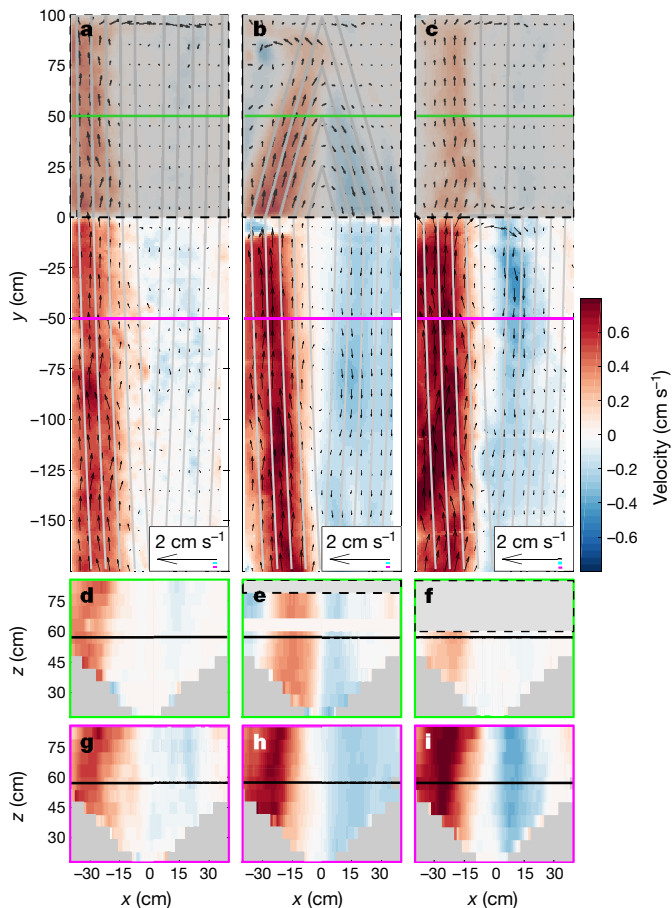 100
75
50
25
0
−25
−50
−75
−100
−125
−150
y (cm)
a
b
c
2 cm s⁻¹
2 cm s⁻¹
2 cm s⁻¹
0.6
0.4
0.2
0
−0.2
−0.4
−0.6
Velocity (cm s⁻¹)
d
e
f
75
60
45
30
z (cm)
g
h
i
75
60
45
30
z (cm)
−30 −15 0 15 30
−30 −15 0 15 30
−30 −15 0 15 30
x (cm)
x (cm)
x (cm)